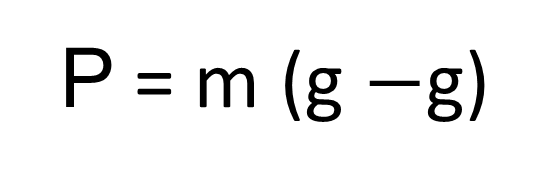 P = m (g –g)